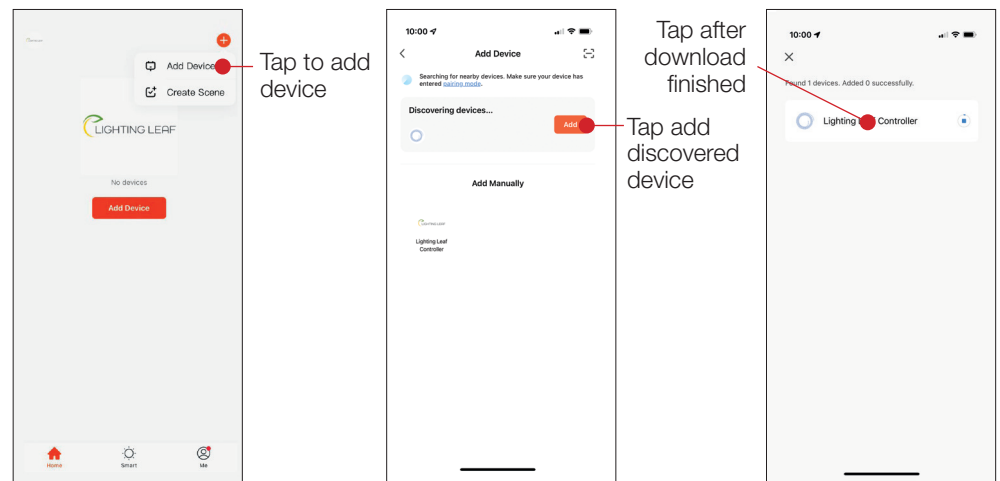 Add Device
Create Scene
LIGHTING LEAF
No devices
Add Device
Home
Smart
Me
Tap to add
device
10:00
Add Device
Searching for nearby devices. Make sure your device has
entered pairing mode.
Discovering devices...
Add
Add Manually
LIGHTING LEAF
Lighting Leaf
Controller
Tap add
discovered
device
Tap after
download
finished
10:00
Found 1 devices. Added 0 successfully.
Lighting Controller